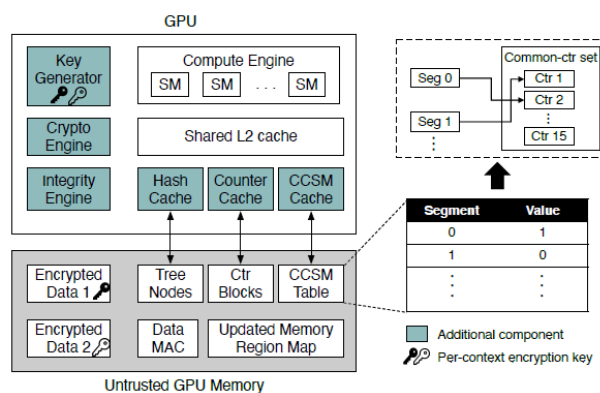 GPU
Key
Generator
Compute Engine
SM SM . . . SM
Crypto
Engine
Shared L2 cache
Integrity
Engine
Hash
Cache
Counter
Cache
CCSM
Cache
Encrypted
Data 1
Tree
Nodes
Ctr
Blocks
CCSM
Table
Encrypted
Data 2
Data
MAC
Updated Memory
Region Map
Untrusted GPU Memory
Common-ctr set
Seg 0
Ctr 1
Ctr 2
Seg 1
⋮
⋮
Ctr 15
Segment Value
0 1
1 0
⋮ ⋮
Additional component
Per-context encryption key